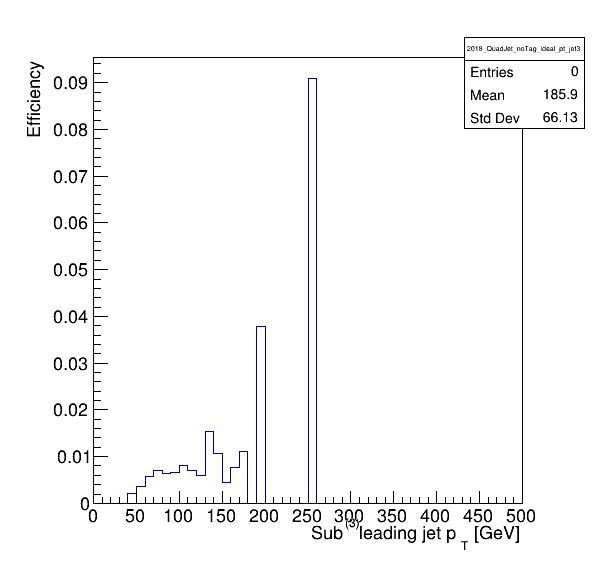 2018_QuadJet_noTag_ideal_pt_jet3
Entries 0
Mean 185.9
Std Dev 66.13
Efficiency
0.09
0.08
0.07
0.06
0.05
0.04
0.03
0.02
0.01
0
0 50 100 150 200 250 300 350 400 450 500
Sub(3)leading jet pT [GeV]